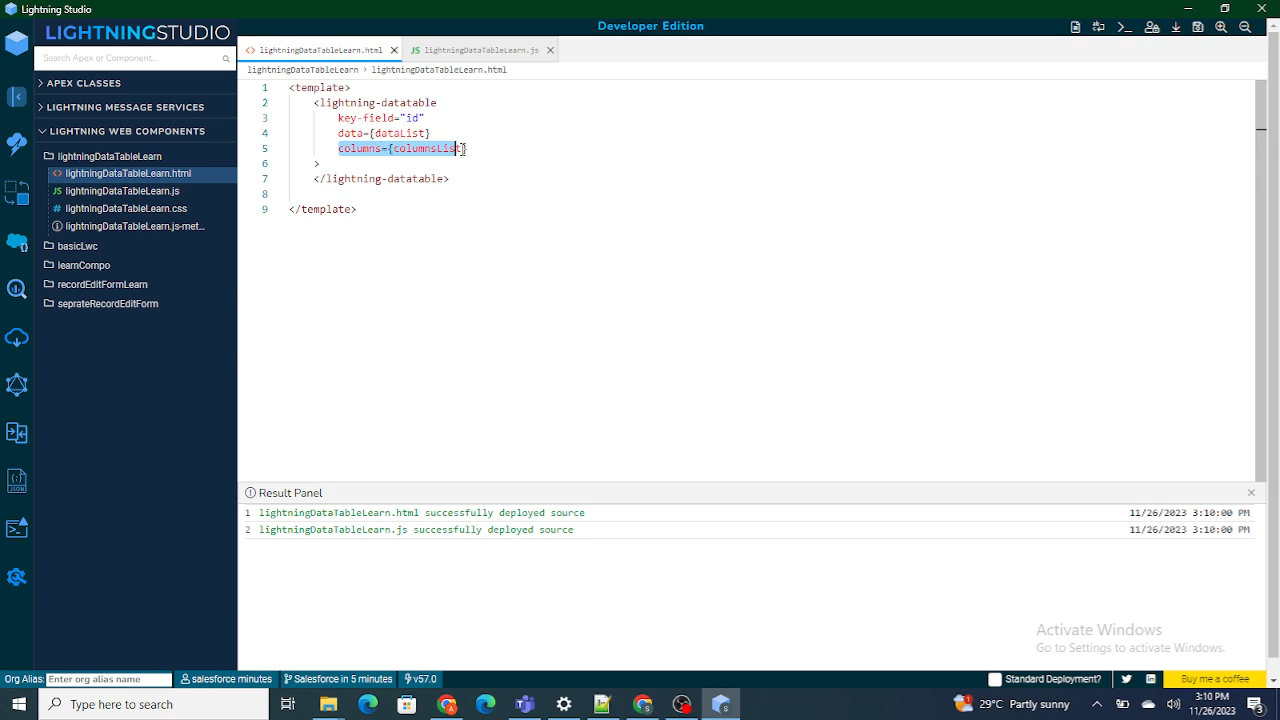 Lightning Studio
LIGHTNINGSTUDIO
Developer Edition
Search Apex or Component...
<> lightningDataTableLearn.html
JS lightningDataTableLearn.js
lightningDataTableLearn > lightningDataTableLearn.html
APEX CLASSES
LIGHTNING MESSAGE SERVICES
LIGHTNING WEB COMPONENTS
lightningDataTableLearn
<> lightningDataTableLearn.html
JS lightningDataTableLearn.js
# lightningDataTableLearn.css
lightningDataTableLearn.js-met...
basicLwc
learnCompo
recordEditFormLearn
seprateRecordEditForm
JSON
1 <template>
2 <lightning-datatable
3 key-field="id"
4 data={dataList}
5 columns={columnsList}
6 >
7 </lightning-datatable>
8
9 </template>
Result Panel
1 lightningDataTableLearn.html successfully deployed source 11/26/2023 3:10:00 PM
2 lightningDataTableLearn.js successfully deployed source 11/26/2023 3:10:00 PM
Activate Windows
Go to Settings to activate Windows.
Org Alias: Enter org alias name
salesforce minutes
Salesforce in 5 minutes
v57.0
Standard Deployment?
Buy me a coffee
Type here to search
29°C Partly sunny
3:10 PM
11/26/2023